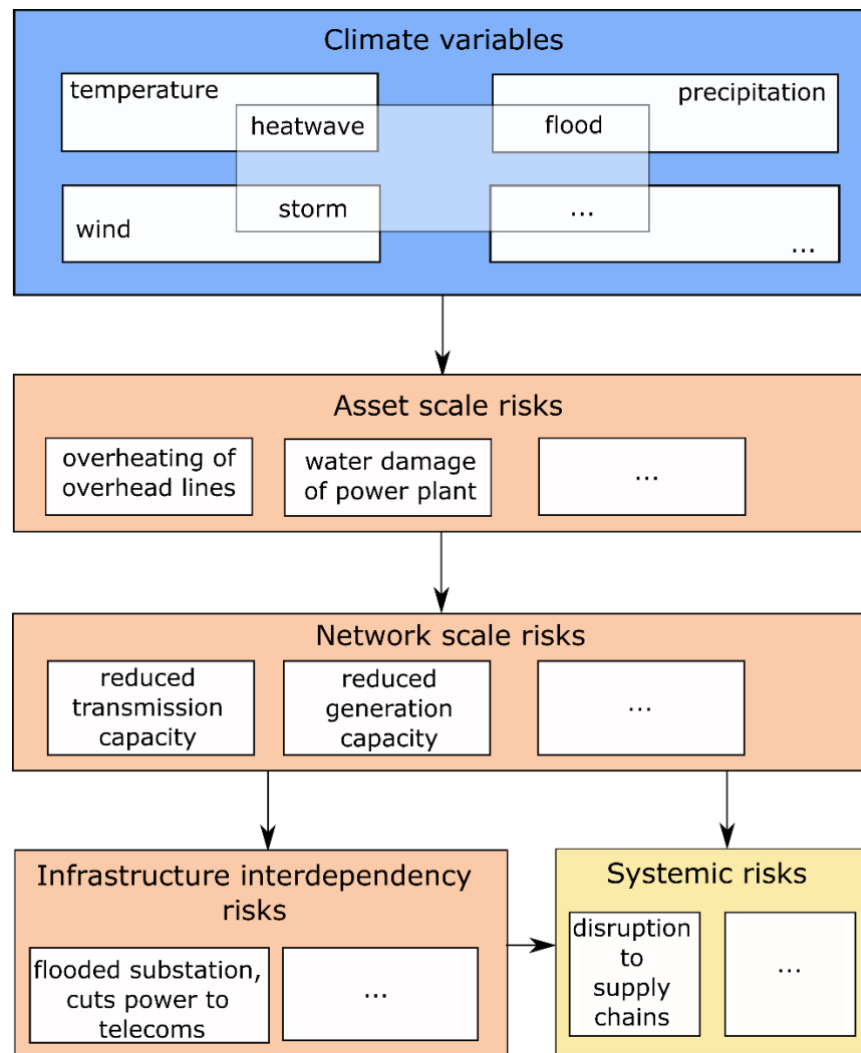 Climate variables
temperature
precipitation
heatwave
flood
wind
storm
...
...
Asset scale risks
overheating of
overhead lines
water damage
of power plant
...
Network scale risks
reduced
transmission
capacity
reduced
generation
capacity
...
Infrastructure interdependency
risks
flooded substation,
cuts power to
telecoms
...
Systemic risks
disruption
to
supply
chains
...